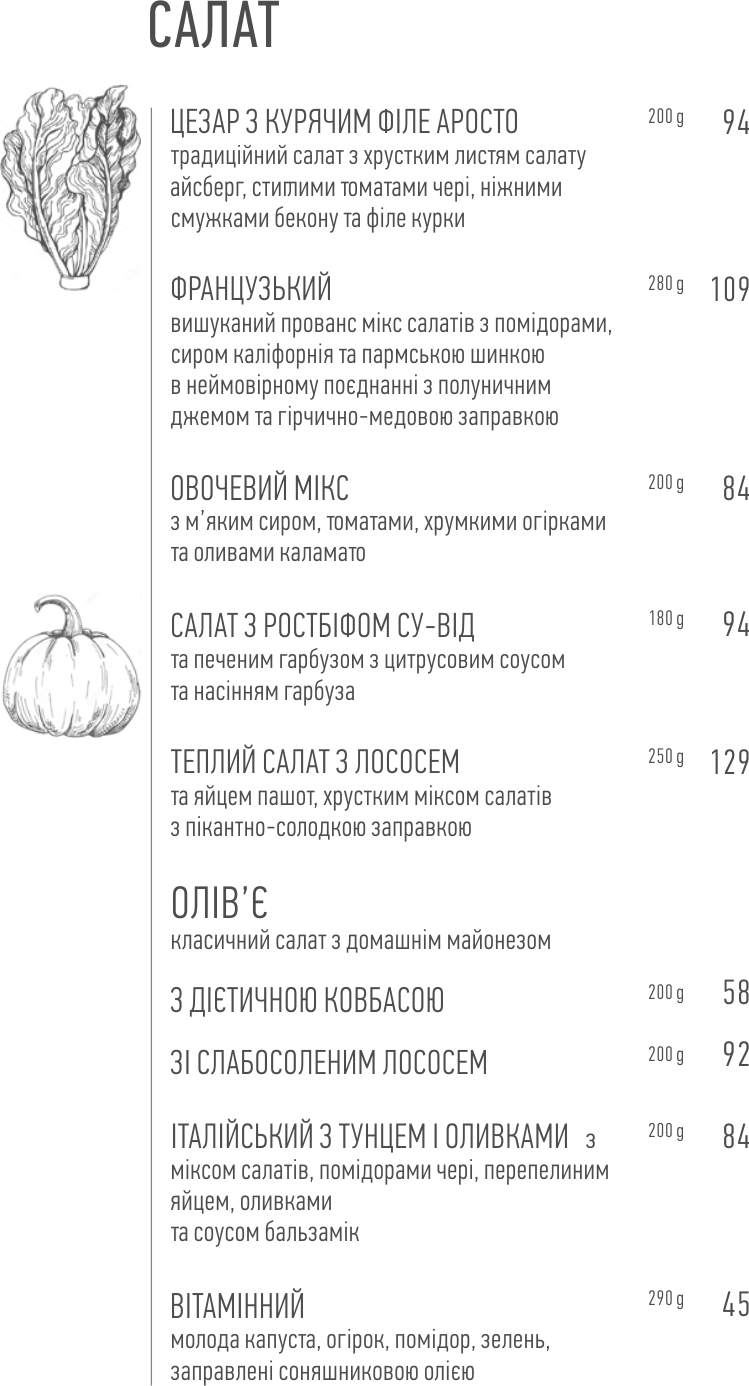 САЛАТ
ЦЕЗАР З КУРЯЧИМ ФІЛЕ АРОСТО 200 g 94
традиційний салат з хрустким листям салату
айсберг, стиглими томатами чері, ніжними
смужками бекону та філе курки
ФРАНЦУЗЬКИЙ 280 g 109
вишуканий прованс мікс салатів з помідорами,
сиром каліфорнія та пармською шинкою
в неймовірному поєднанні з полуничним
джемом та гірчично-медовою заправкою
ОВОЧЕВИЙ МІКС 200 g 84
з м’яким сиром, томатами, хрумкими огірками
та оливами каламато
САЛАТ З РОСТБІФОМ СУ-ВІД 180 g 94
та печеним гарбузом з цитрусовим соусом
та насінням гарбуза
ТЕПЛИЙ САЛАТ З ЛОСОСЕМ 250 g 129
та яйцем пашот, хрустким міксом салатів
з пікантно-солодкою заправкою
ОЛІВ’Є
класичний салат з домашнім майонезом
З ДІЄТИЧНОЮ КОВБАСОЮ 200 g 58
ЗІ СЛАБОСОЛЕНИМ ЛОСОСЕМ 200 g 92
ІТАЛІЙСЬКИЙ З ТУНЦЕМ І ОЛИВКАМИ з 200 g 84
міксом салатів, помідорами чері, перепелиним
яйцем, оливками
та соусом бальзамік
ВІТАМІННИЙ 290 g 45
молода капуста, огірок, помідор, зелень,
заправлені соняшниковою олією